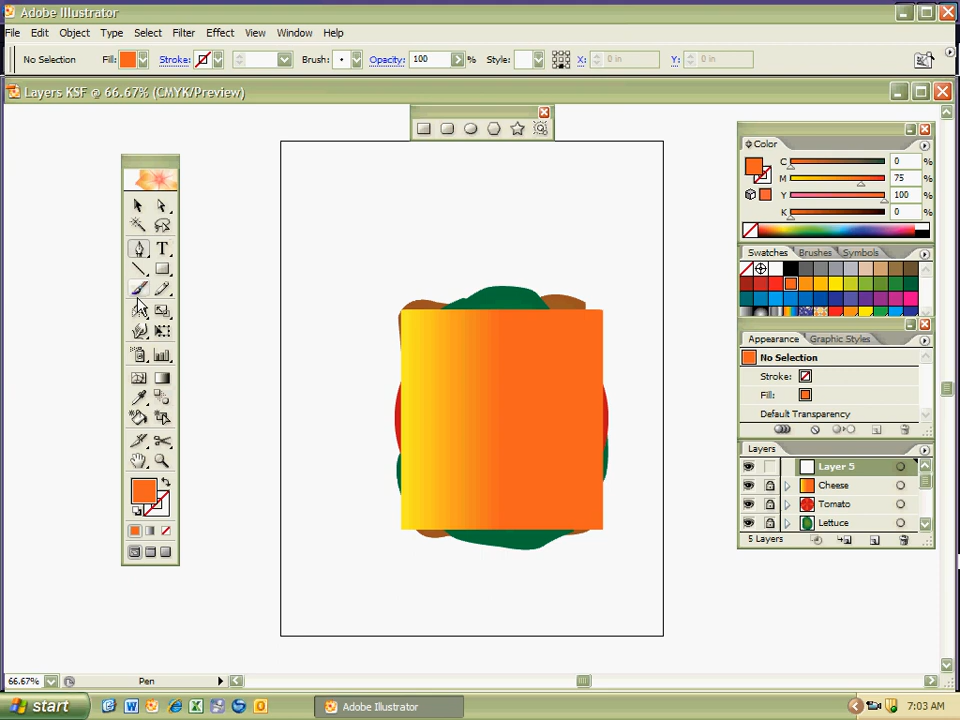 Adobe Illustrator
File Edit Object Type Select Filter Effect View Window Help
No Selection Fill: Stroke: Brush: Opacity: 100 % Style: X: 0 in Y: 0 in
Layers KSF @ 66.67% (CMYK/Preview)
Color
C 0 %
M 75 %
Y 100 %
K 0 %
Swatches Brushes Symbols
Appearance Graphic Styles
No Selection
Stroke:
Fill:
Default Transparency
Layers
Layer 5
Cheese
Tomato
Lettuce
5 Layers
66.67% Pen
start Adobe Illustrator 7:03 AM